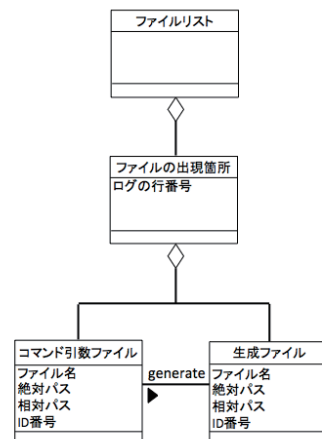 ファイルリスト
ファイルの出現箇所
ログの行番号
コマンド引数ファイル
ファイル名
絶対パス
相対パス
ID番号
generate
生成ファイル
ファイル名
絶対パス
相対パス
ID番号